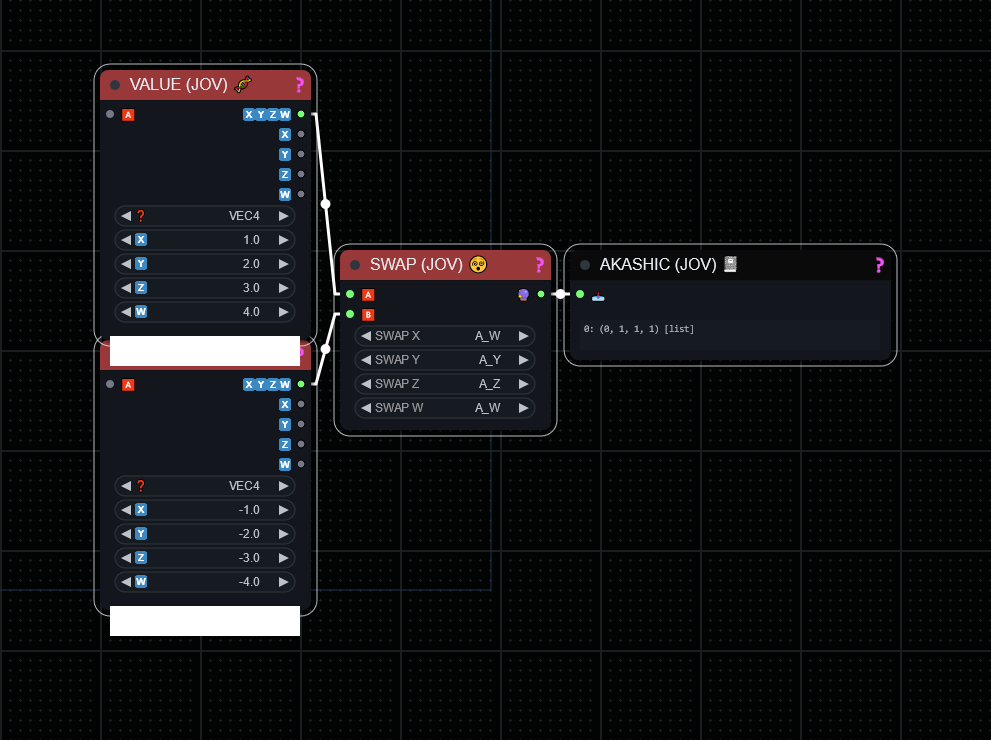 VALUE (JOV) ?
A X Y Z W
X
Y
Z
W
? VEC4
X 1.0
Y 2.0
Z 3.0
W 4.0
A X Y Z W
X
Y
Z
W
? VEC4
X -1.0
Y -2.0
Z -3.0
W -4.0
SWAP (JOV) ?
A
B
SWAP X A_W
SWAP Y A_Y
SWAP Z A_Z
SWAP W A_W
AKASHIC (JOV) ?
0: (0, 1, 1, 1) [list]